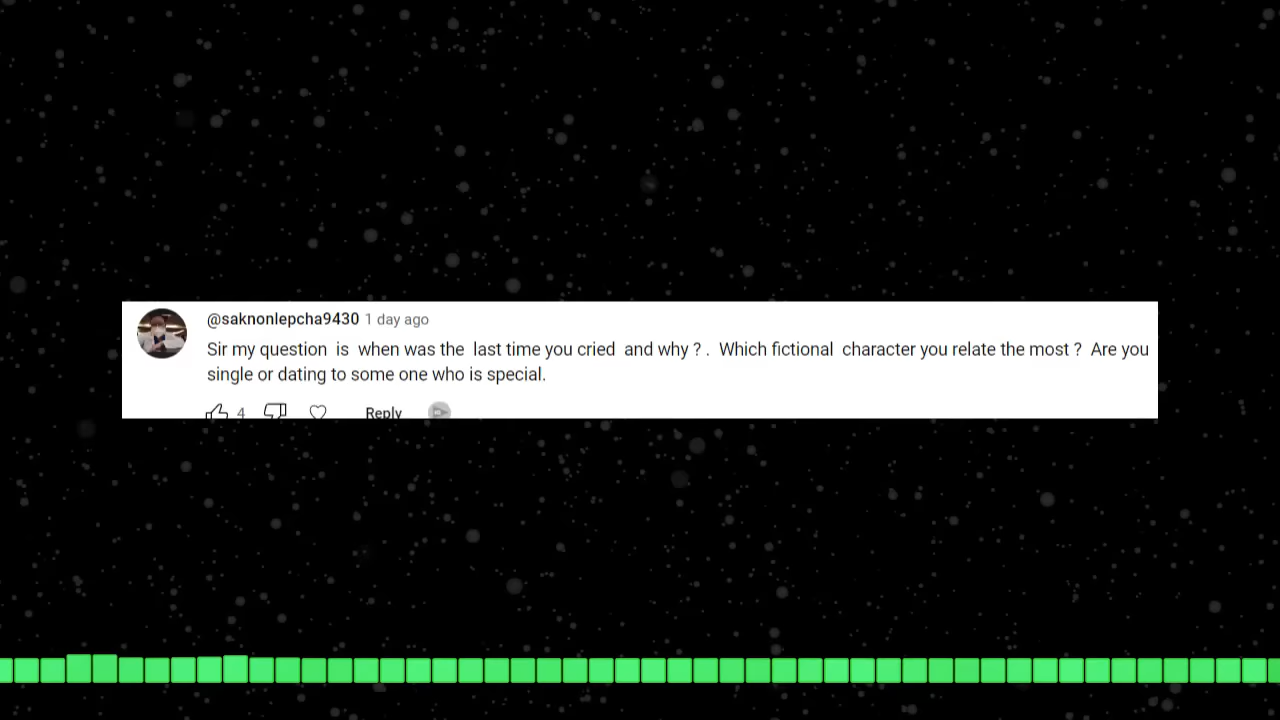 @saknonlepcha9430 1 day ago
Sir my question is when was the last time you cried and why ? . Which fictional character you relate the most ? Are you
single or dating to some one who is special.
4 Reply